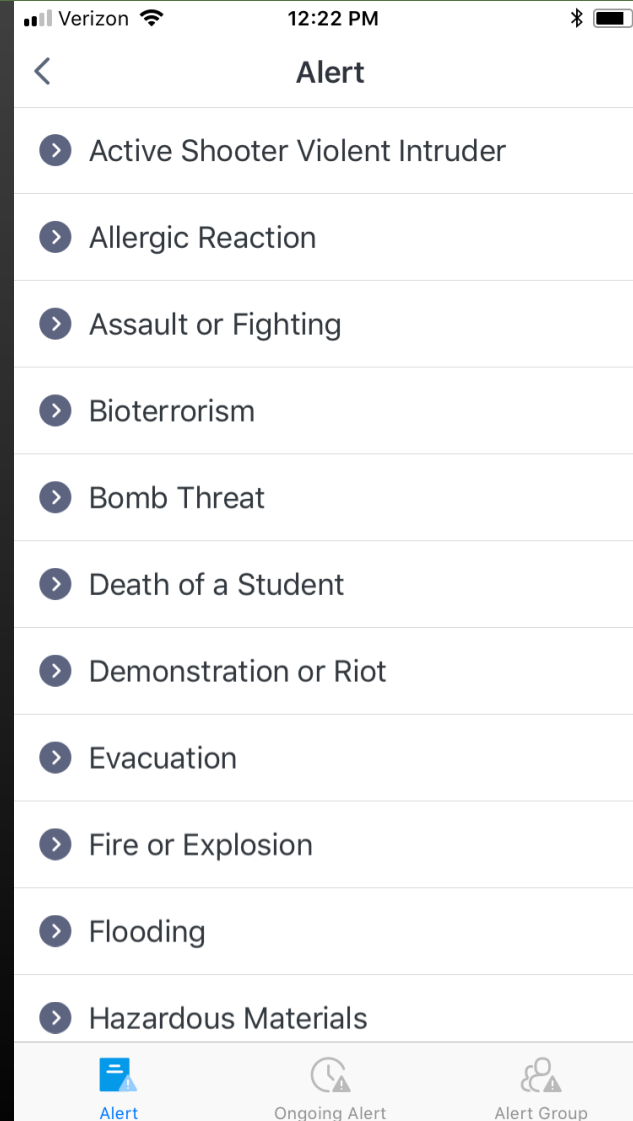 Verizon 12:22 PM
Alert
Active Shooter Violent Intruder
Allergic Reaction
Assault or Fighting
Bioterrorism
Bomb Threat
Death of a Student
Demonstration or Riot
Evacuation
Fire or Explosion
Flooding
Hazardous Materials
Alert Ongoing Alert Alert Group